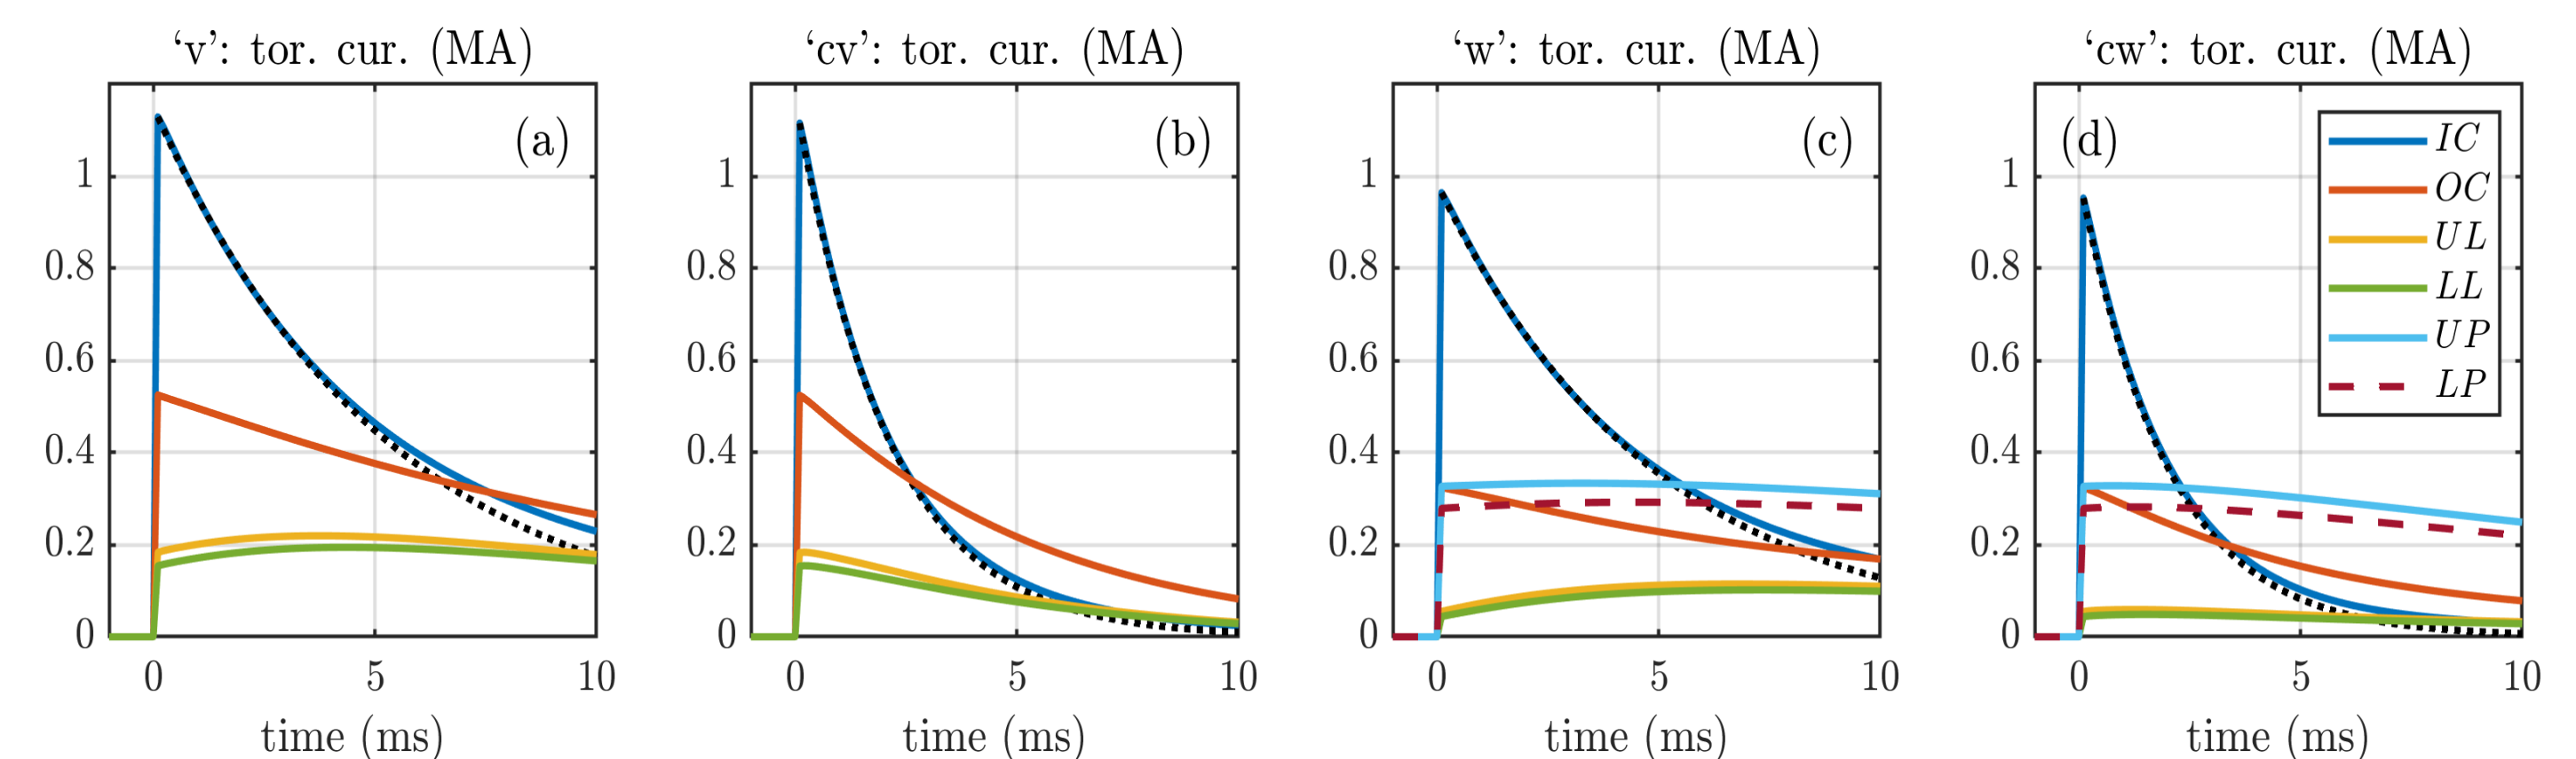 ‘v’: tor. cur. (MA)
(a)
1
0.8
0.6
0.4
0.2
0
0 5 10
time (ms)
‘cv’: tor. cur. (MA)
(b)
1
0.8
0.6
0.4
0.2
0
0 5 10
time (ms)
‘w’: tor. cur. (MA)
(c)
1
0.8
0.6
0.4
0.2
0
0 5 10
time (ms)
‘cw’: tor. cur. (MA)
(d)
IC
OC
UL
LL
UP
LP
1
0.8
0.6
0.4
0.2
0
0 5 10
time (ms)